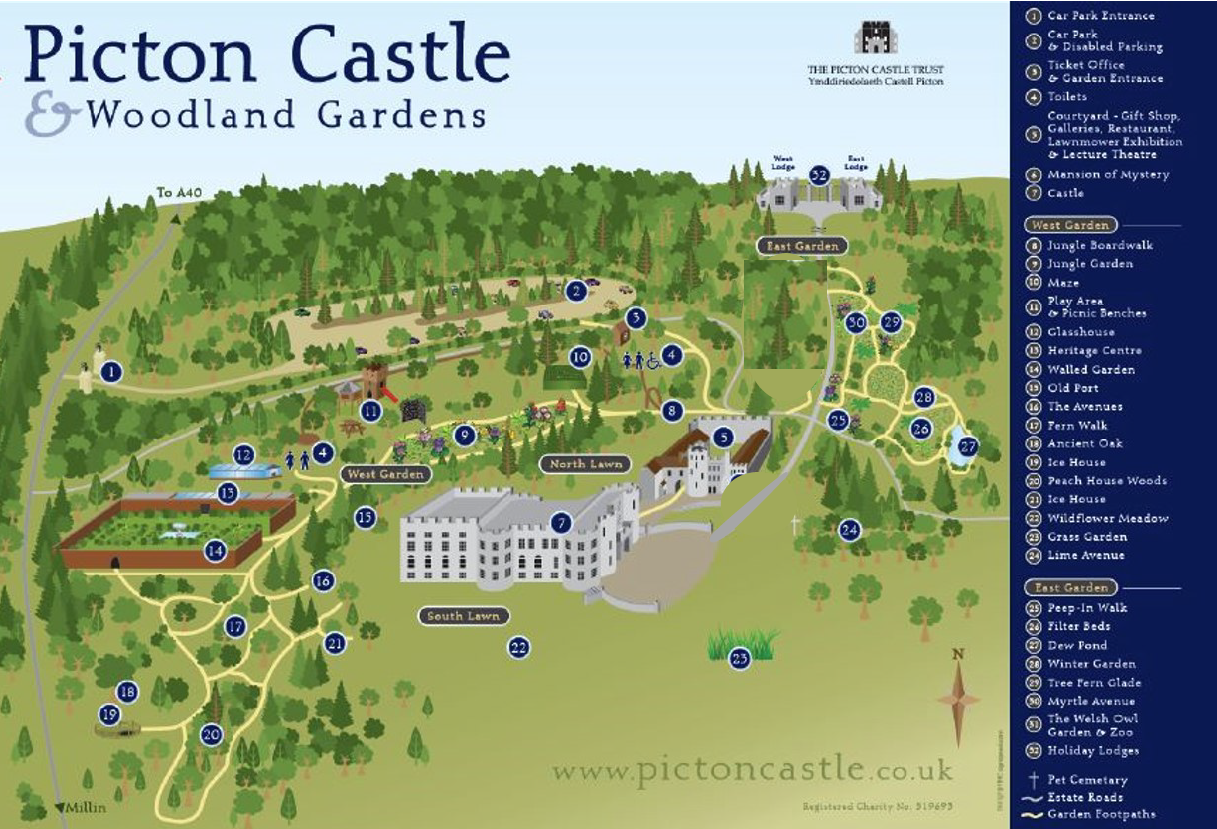 Picton Castle
& Woodland Gardens
THE PICTON CASTLE TRUST
Ymddiriedolaeth Castell Picton
To A40
West
Lodge
32
East
Lodge
East Garden
2
3
30
29
10
4
1
11
8
28
25
26
9
5
27
12
4
North Lawn
West Garden
13
15
7
24
14
16
South Lawn
17
21
22
23
N
18
19
20
www.pictoncastle.co.uk
Millin
Registered Charity No. 519693
1 Car Park Entrance
2 Car Park
& Disabled Parking
3 Ticket Office
& Garden Entrance
4 Toilets
5 Courtyard - Gift Shop,
Galleries, Restaurant,
Lawnmower Exhibition
& Lecture Theatre
6 Mansion of Mystery
7 Castle
West Garden
8 Jungle Boardwalk
9 Jungle Garden
10 Maze
11 Play Area
& Picnic Benches
12 Glasshouse
13 Heritage Centre
14 Walled Garden
15 Old Port
16 The Avenues
17 Fern Walk
18 Ancient Oak
19 Ice House
20 Peach House Woods
21 Ice House
22 Wildflower Meadow
23 Grass Garden
24 Lime Avenue
East Garden
25 Peep-In Walk
26 Filter Beds
27 Dew Pond
28 Winter Garden
29 Tree Fern Glade
30 Myrtle Avenue
31 The Welsh Owl
Garden & Zoo
32 Holiday Lodges
Pet Cemetary
Estate Roads
Garden Footpaths